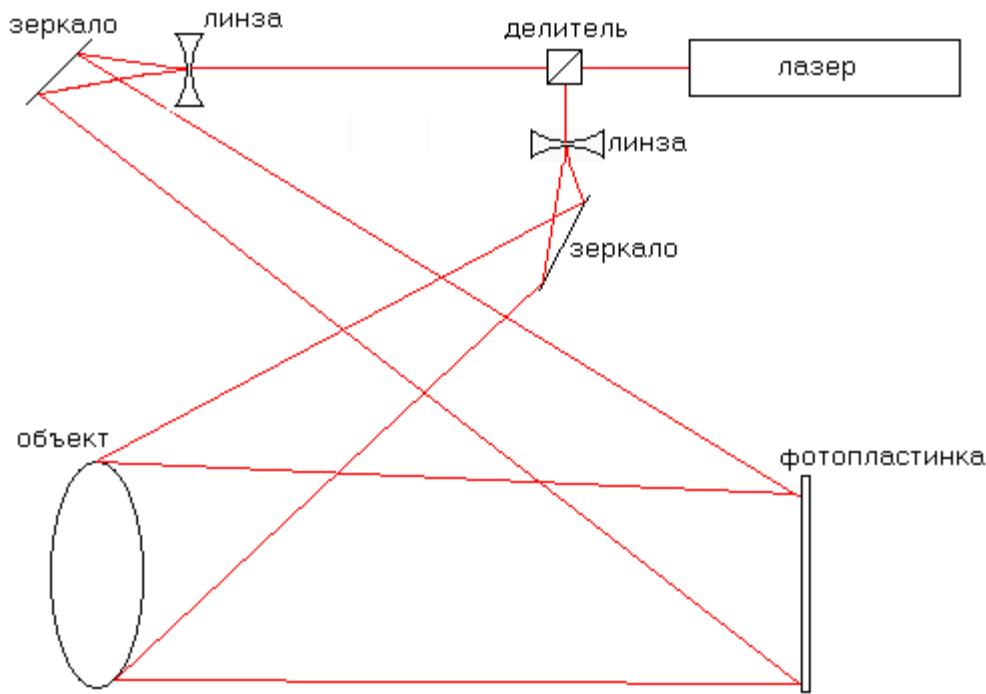 зеркало
линза
делитель
лазер
линза
зеркало
объект
фотопластинка